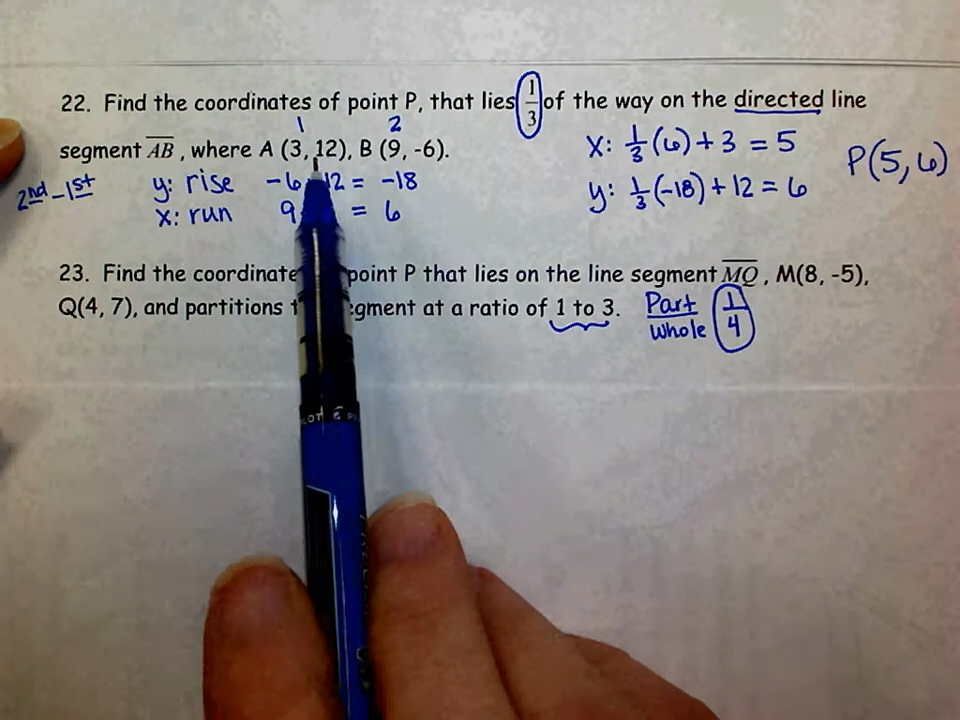 22. Find the coordinates of point P, that lies 1/3 of the way on the directed line
1 2
segment AB, where A (3, 12), B (9, -6).
2nd - 1st
y: rise -6 12 = -18
x: run 9 = 6
x: 1/3 (6) + 3 = 5
y: 1/3 (-18) + 12 = 6
P(5, 6)
23. Find the coordinate point P that lies on the line segment MQ, M(8, -5),
Q(4, 7), and partitions t gment at a ratio of 1 to 3.
Part 1
Whole 4